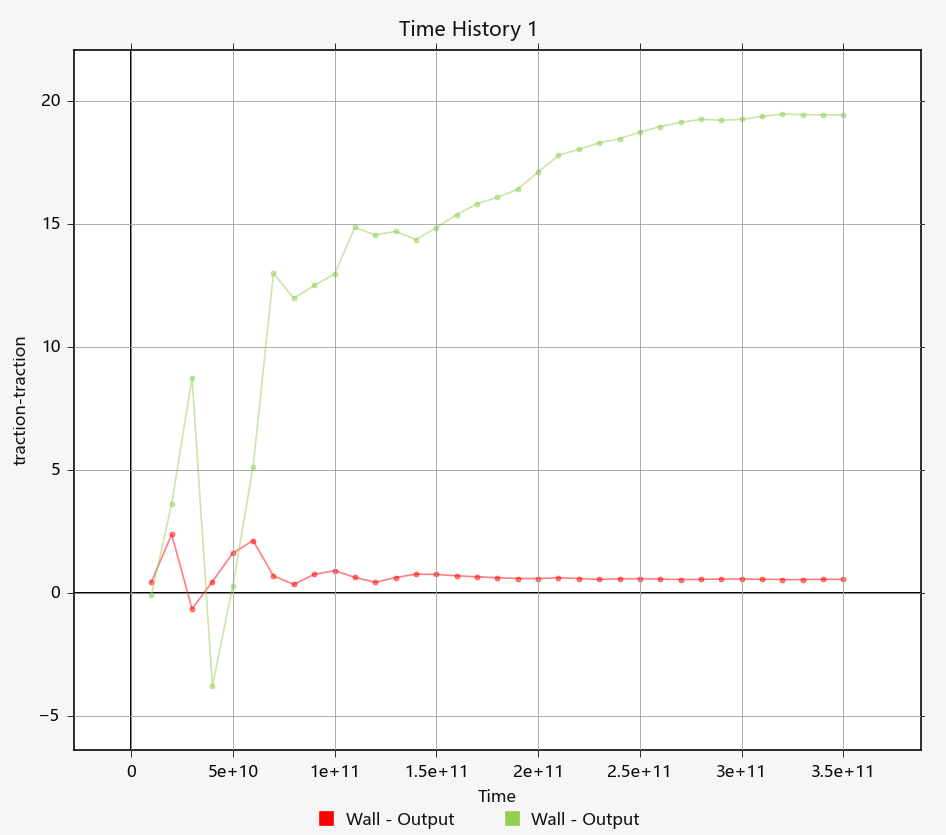 Time History 1
traction-traction
20
15
10
5
0
−5
0 5e+10 1e+11 1.5e+11 2e+11 2.5e+11 3e+11 3.5e+11
Time
Wall - Output Wall - Output